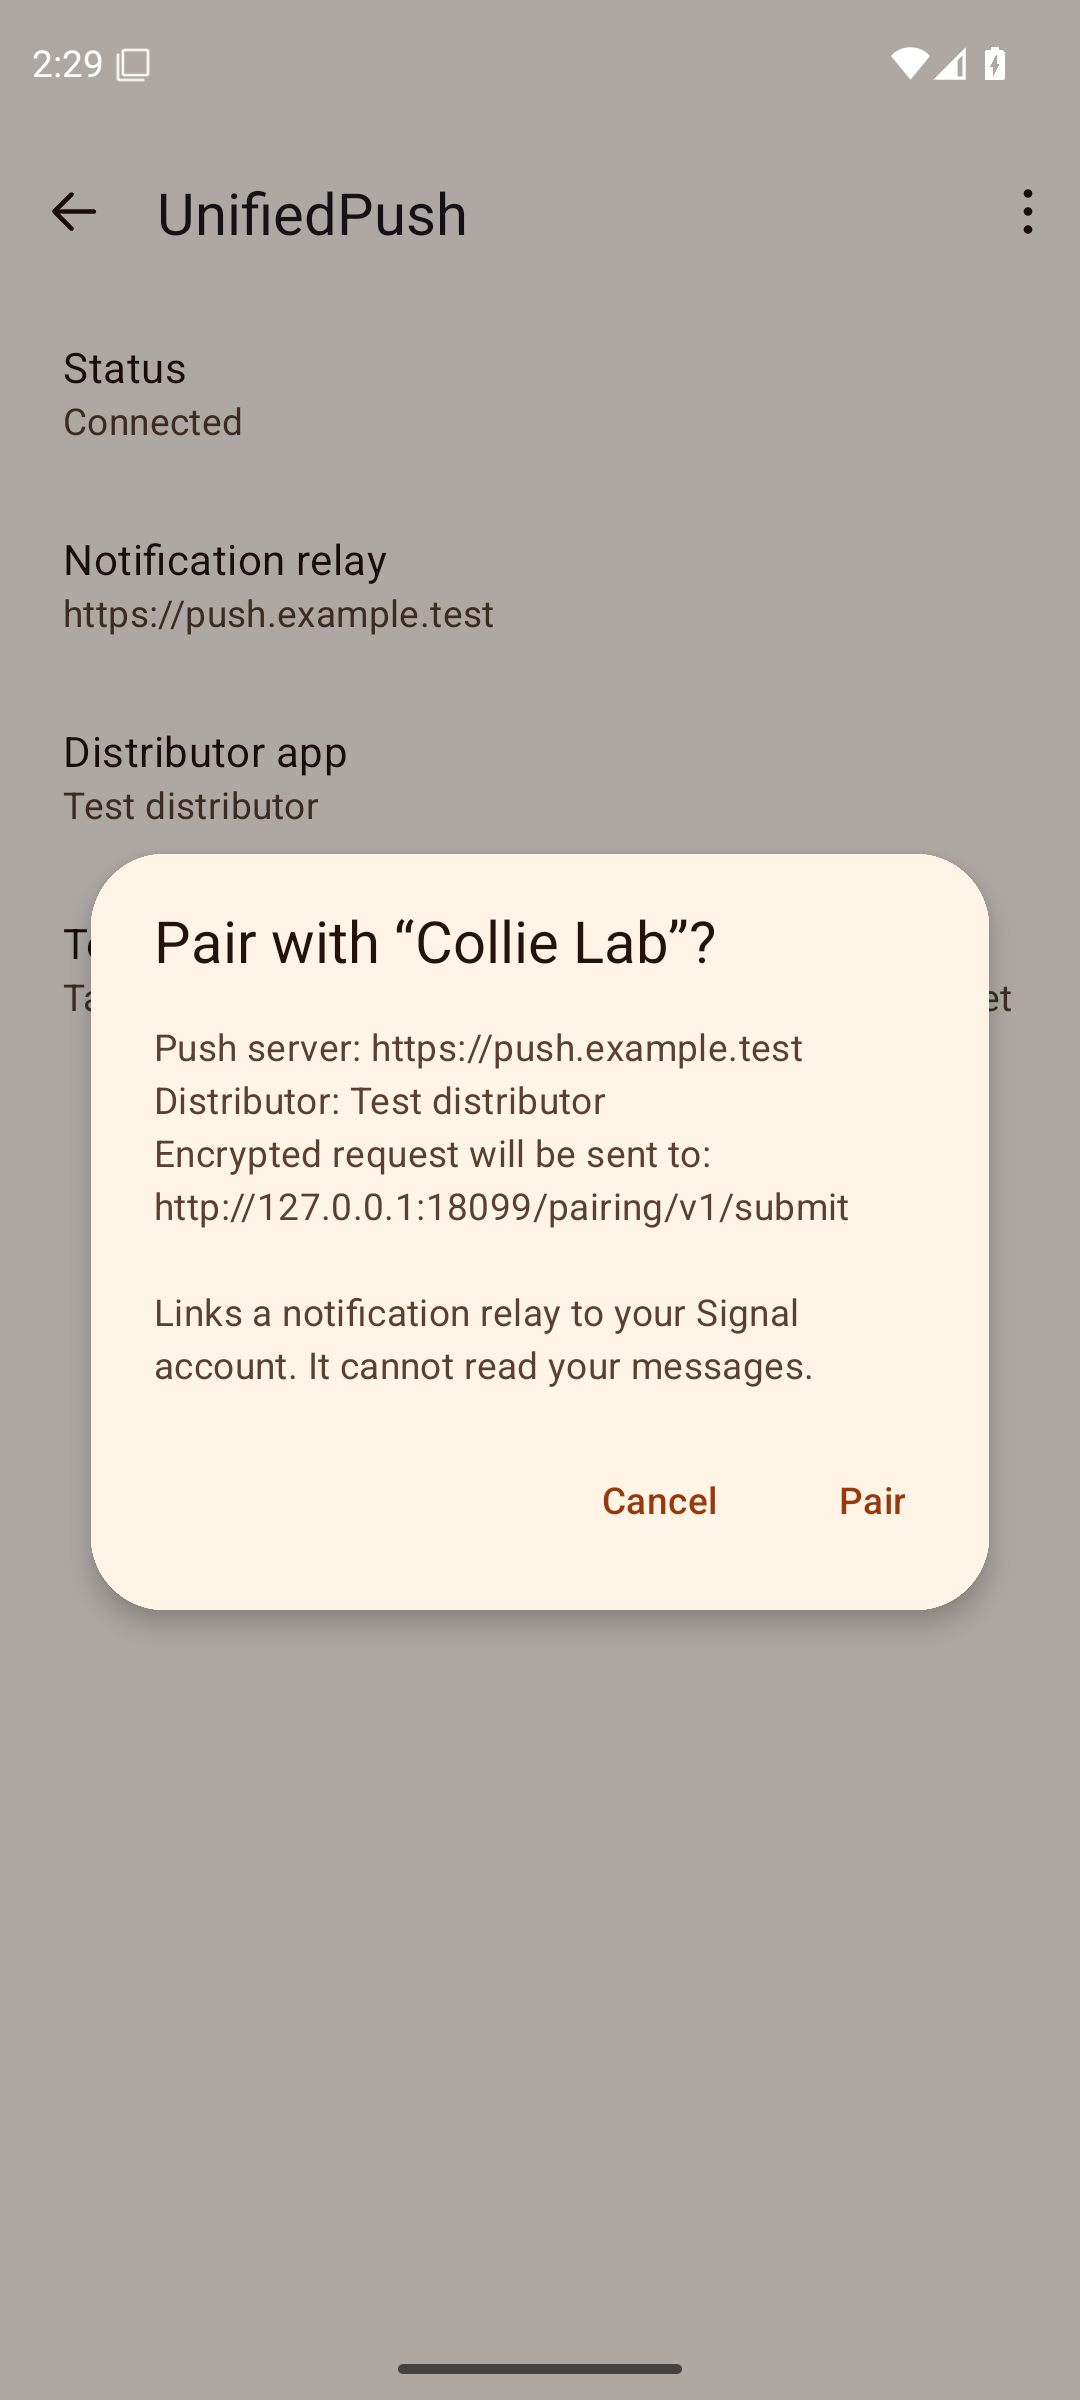 2:29
UnifiedPush
Status
Connected
Notification relay
https://push.example.test
Distributor app
Test distributor
Pair with “Collie Lab”?
Push server: https://push.example.test
Distributor: Test distributor
Encrypted request will be sent to:
http://127.0.0.1:18099/pairing/v1/submit
Links a notification relay to your Signal
account. It cannot read your messages.
Cancel
Pair